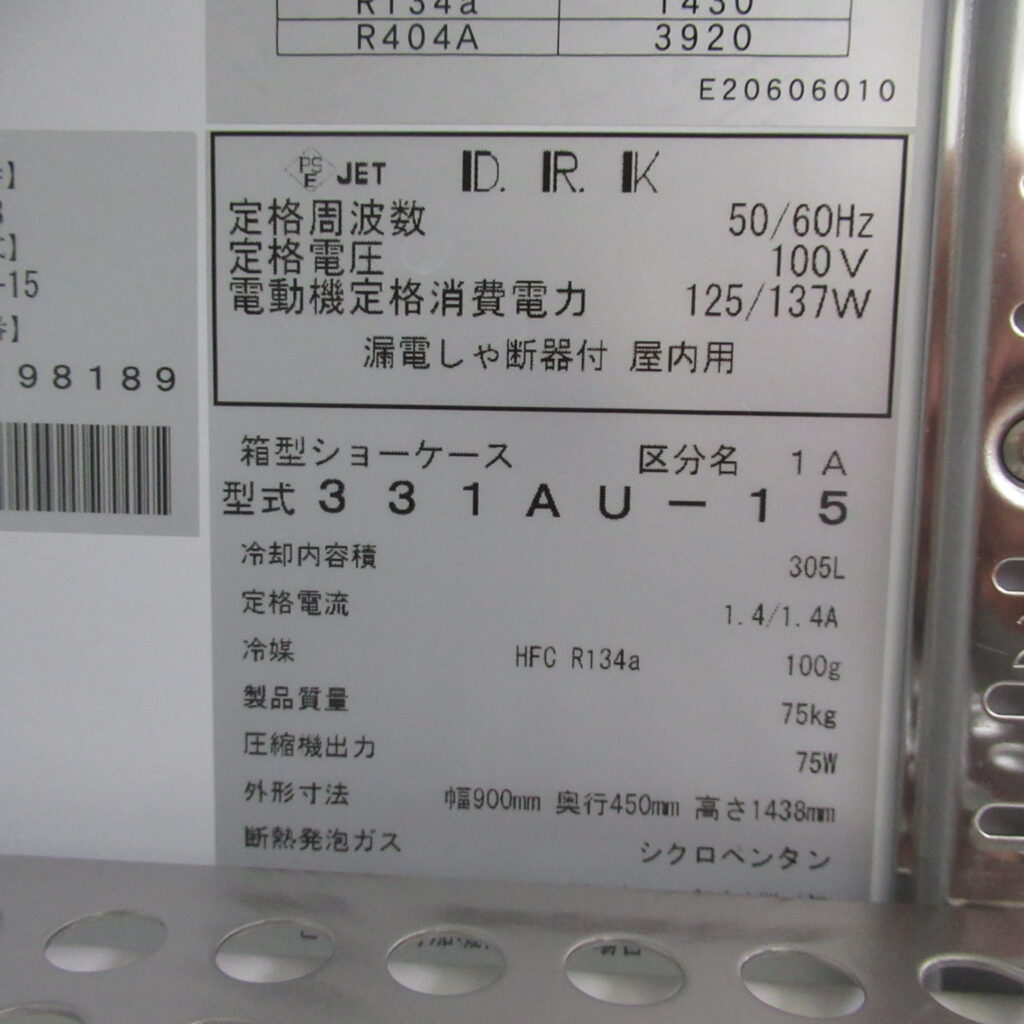 R134a 1430
R404A 3920
E20606010
PS E JET D. R. K
定格周波数 50/60Hz
定格電圧 100V
電動機定格消費電力 125/137W
漏電しゃ断器付 屋内用
-15
98189
箱型ショーケース 区分名 1A
型式 331AU-15
冷却内容積 305L
定格電流 1.4/1.4A
冷媒 HFC R134a 100g
製品質量 75kg
圧縮機出力 75W
外形寸法 幅900mm 奥行450mm 高さ1438mm
断熱発泡ガス シクロペンタン